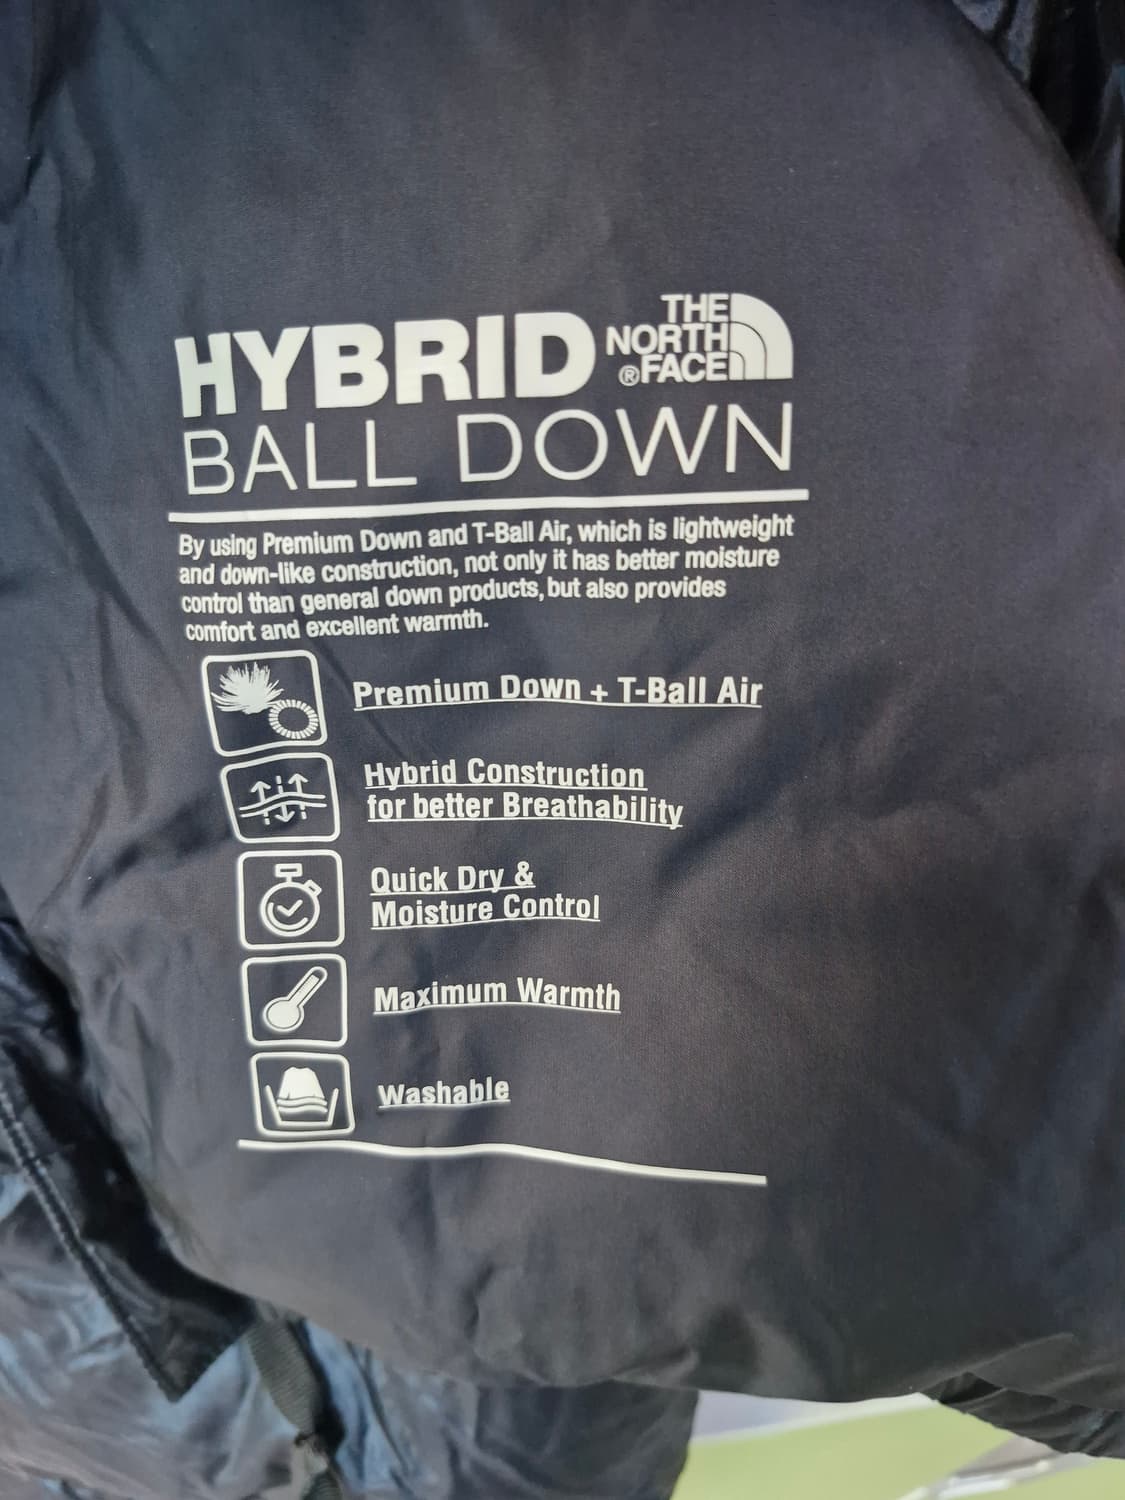 HYBRID
THE
NORTH
®FACE
BALL DOWN
By using Premium Down and T-Ball Air, which is lightweight
and down-like construction, not only it has better moisture
control than general down products, but also provides
comfort and excellent warmth.
Premium Down + T-Ball Air
Hybrid Construction
for better Breathability
Quick Dry &
Moisture Control
Maximum Warmth
Washable